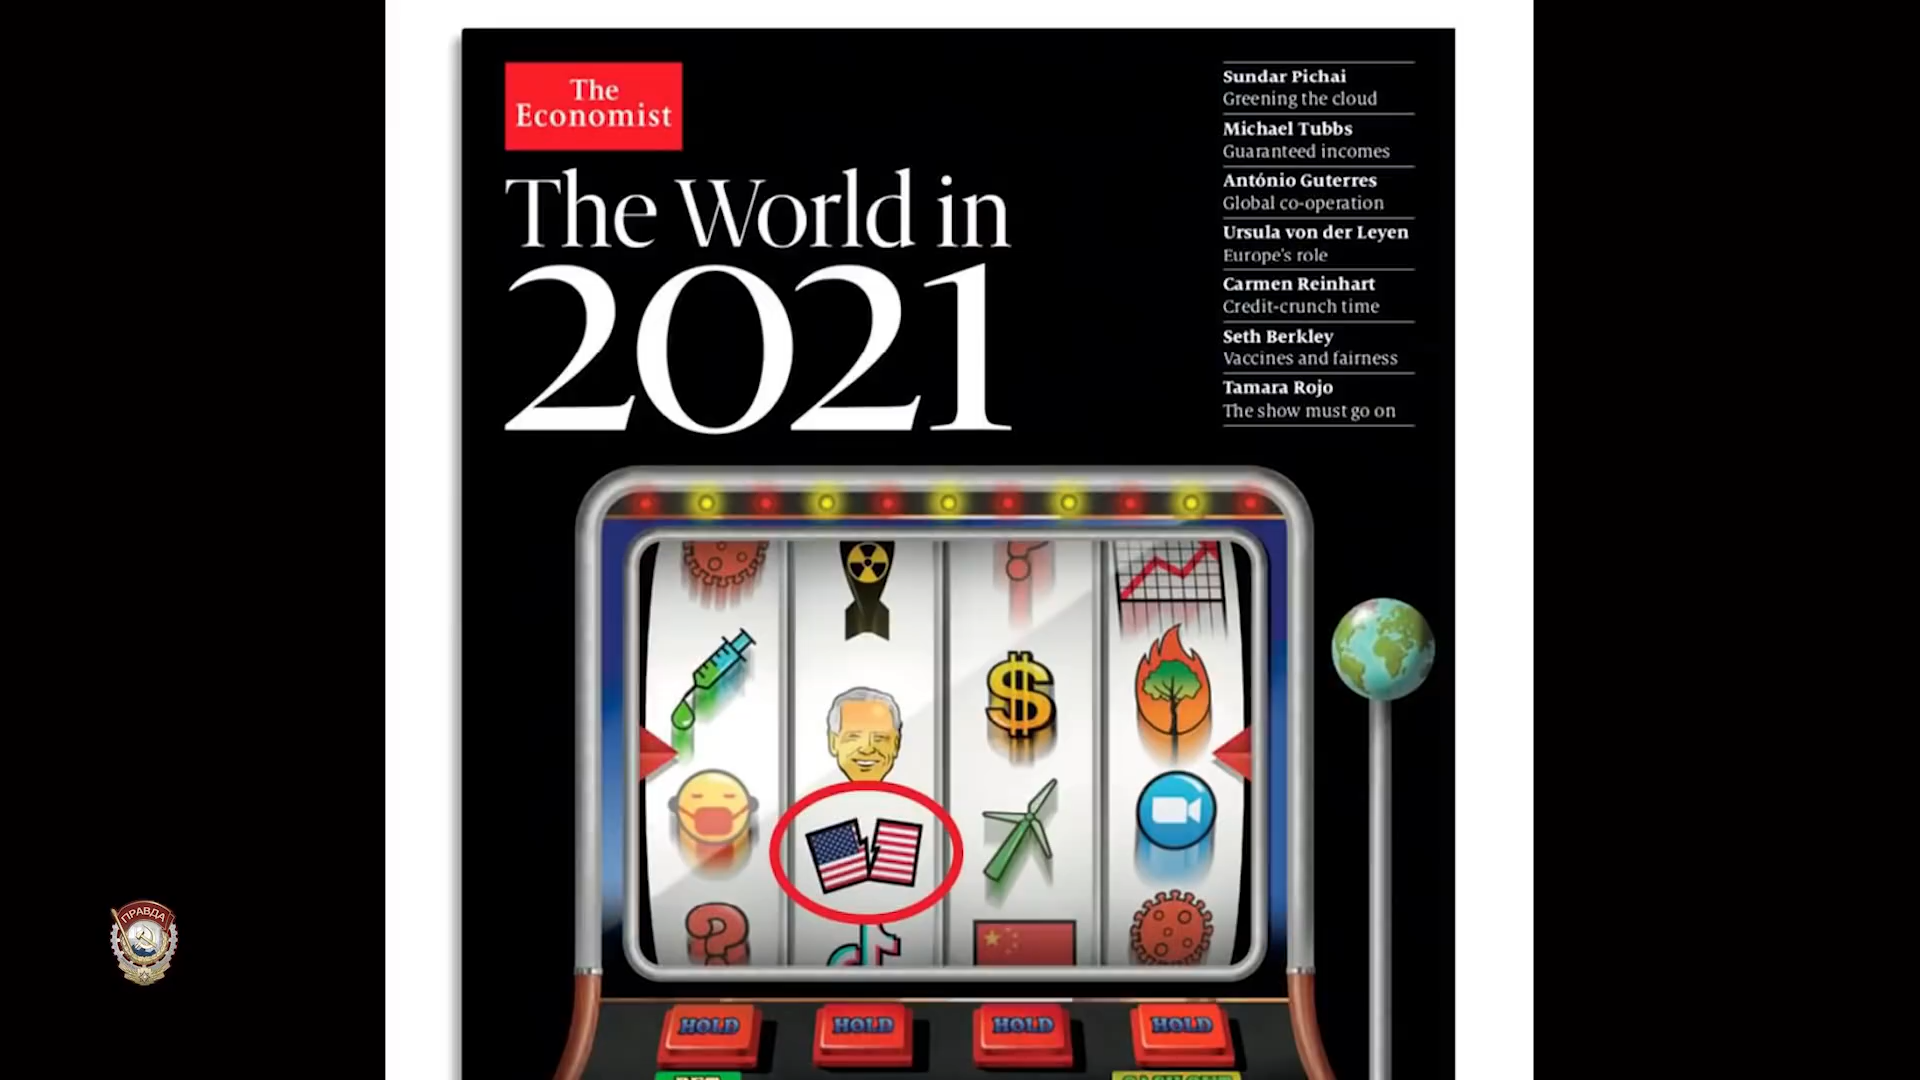 The
Economist
The World in
2021
Sundar Pichai
Greening the cloud
Michael Tubbs
Guaranteed incomes
António Guterres
Global co-operation
Ursula von der Leyen
Europe's role
Carmen Reinhart
Credit-crunch time
Seth Berkley
Vaccines and fairness
Tamara Rojo
The show must go on
$
?
HOLD HOLD HOLD HOLD
ПРАВДА